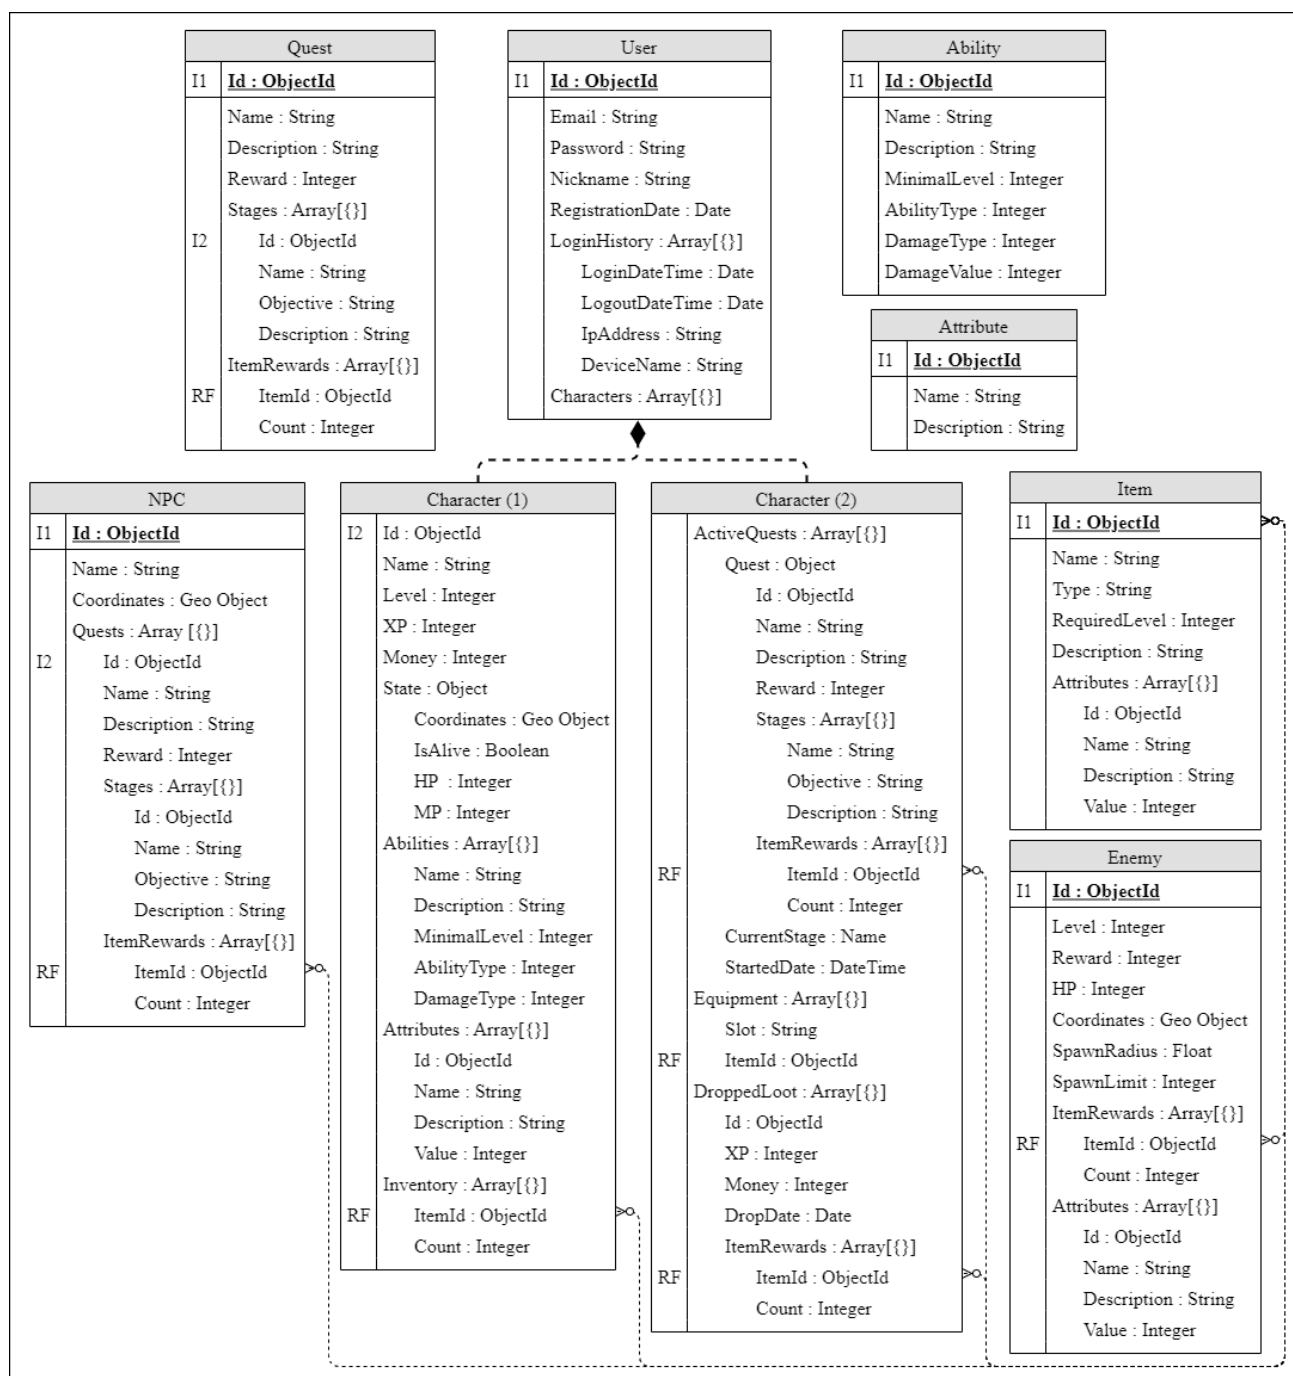 Quest
I1 Id : ObjectId
Name : String
Description : String
Reward : Integer
Stages : Array[{}]
I2 Id : ObjectId
Name : String
Objective : String
Description : String
ItemRewards : Array[{}]
RF ItemId : ObjectId
Count : Integer
User
I1 Id : ObjectId
Email : String
Password : String
Nickname : String
RegistrationDate : Date
LoginHistory : Array[{}]
LoginDateTime : Date
LogoutDateTime : Date
IpAddress : String
DeviceName : String
Characters : Array[{}]
Ability
I1 Id : ObjectId
Name : String
Description : String
MinimalLevel : Integer
AbilityType : Integer
DamageType : Integer
DamageValue : Integer
Attribute
I1 Id : ObjectId
Name : String
Description : String
NPC
I1 Id : ObjectId
Name : String
Coordinates : Geo Object
Quests : Array [{}]
I2 Id : ObjectId
Name : String
Description : String
Reward : Integer
Stages : Array[{}]
Id : ObjectId
Name : String
Objective : String
Description : String
ItemRewards : Array[{}]
RF ItemId : ObjectId
Count : Integer
Character (1)
I2 Id : ObjectId
Name : String
Level : Integer
XP : Integer
Money : Integer
State : Object
Coordinates : Geo Object
IsAlive : Boolean
HP : Integer
MP : Integer
Abilities : Array[{}]
Name : String
Description : String
MinimalLevel : Integer
AbilityType : Integer
DamageType : Integer
Attributes : Array[{}]
Id : ObjectId
Name : String
Description : String
Value : Integer
Inventory : Array[{}]
RF ItemId : ObjectId
Count : Integer
Character (2)
ActiveQuests : Array[{}]
Quest : Object
Id : ObjectId
Name : String
Description : String
Reward : Integer
Stages : Array[{}]
Name : String
Objective : String
Description : String
ItemRewards : Array[{}]
RF ItemId : ObjectId
Count : Integer
CurrentStage : Name
StartedDate : DateTime
Equipment : Array[{}]
Slot : String
RF ItemId : ObjectId
DroppedLoot : Array[{}]
Id : ObjectId
XP : Integer
Money : Integer
DropDate : Date
ItemRewards : Array[{}]
RF ItemId : ObjectId
Count : Integer
Item
I1 Id : ObjectId
Name : String
Type : String
RequiredLevel : Integer
Description : String
Attributes : Array[{}]
Id : ObjectId
Name : String
Description : String
Value : Integer
Enemy
I1 Id : ObjectId
Level : Integer
Reward : Integer
HP : Integer
Coordinates : Geo Object
SpawnRadius : Float
SpawnLimit : Integer
ItemRewards : Array[{}]
RF ItemId : ObjectId
Count : Integer
Attributes : Array[{}]
Id : ObjectId
Name : String
Description : String
Value : Integer